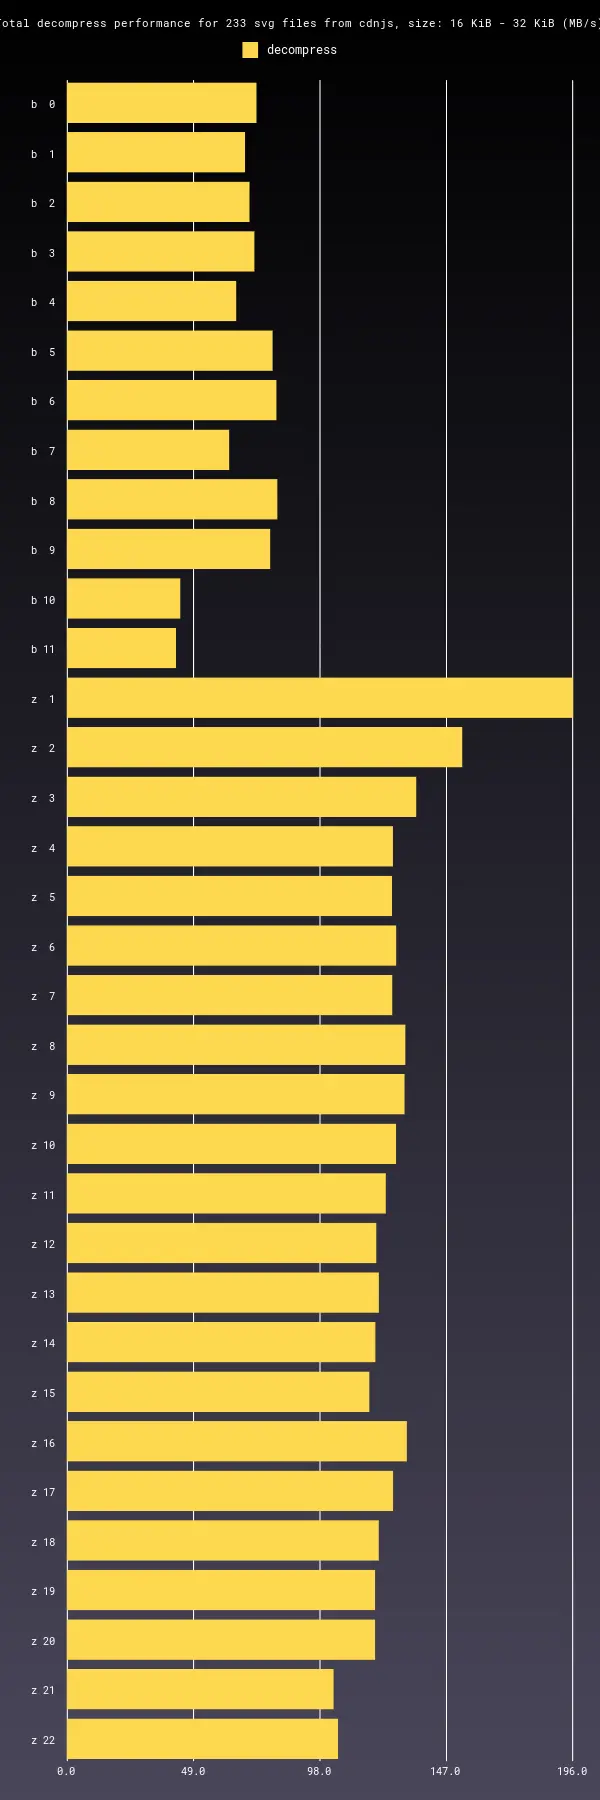 Total decompress performance for 233 svg files from cdnjs, size: 16 KiB - 32 KiB (MB/s)
decompress
b 0
b 1
b 2
b 3
b 4
b 5
b 6
b 7
b 8
b 9
b 10
b 11
z 1
z 2
z 3
z 4
z 5
z 6
z 7
z 8
z 9
z 10
z 11
z 12
z 13
z 14
z 15
z 16
z 17
z 18
z 19
z 20
z 21
z 22
0.0 49.0 98.0 147.0 196.0